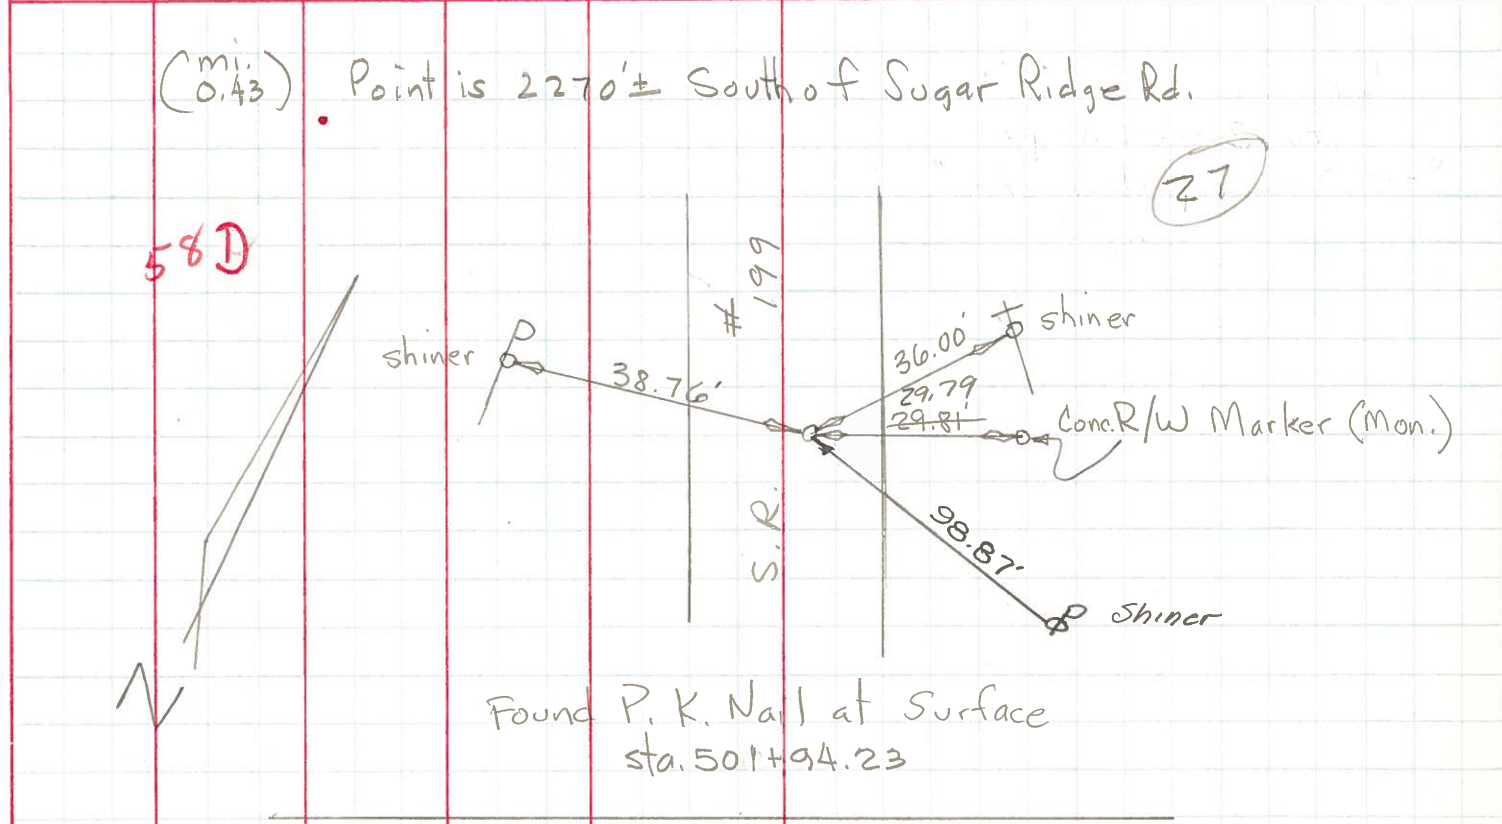 (mi. 0.43) Point is 2270'± South of Sugar Ridge Rd.
27
58D
# 199
shiner
38.76'
36.00'
shiner
29.79
29.81'
Conc. R/W Marker (Mon.)
S.R.
98.87'
Shiner
N
Found P. K. Nail at Surface
sta. 501+94.23